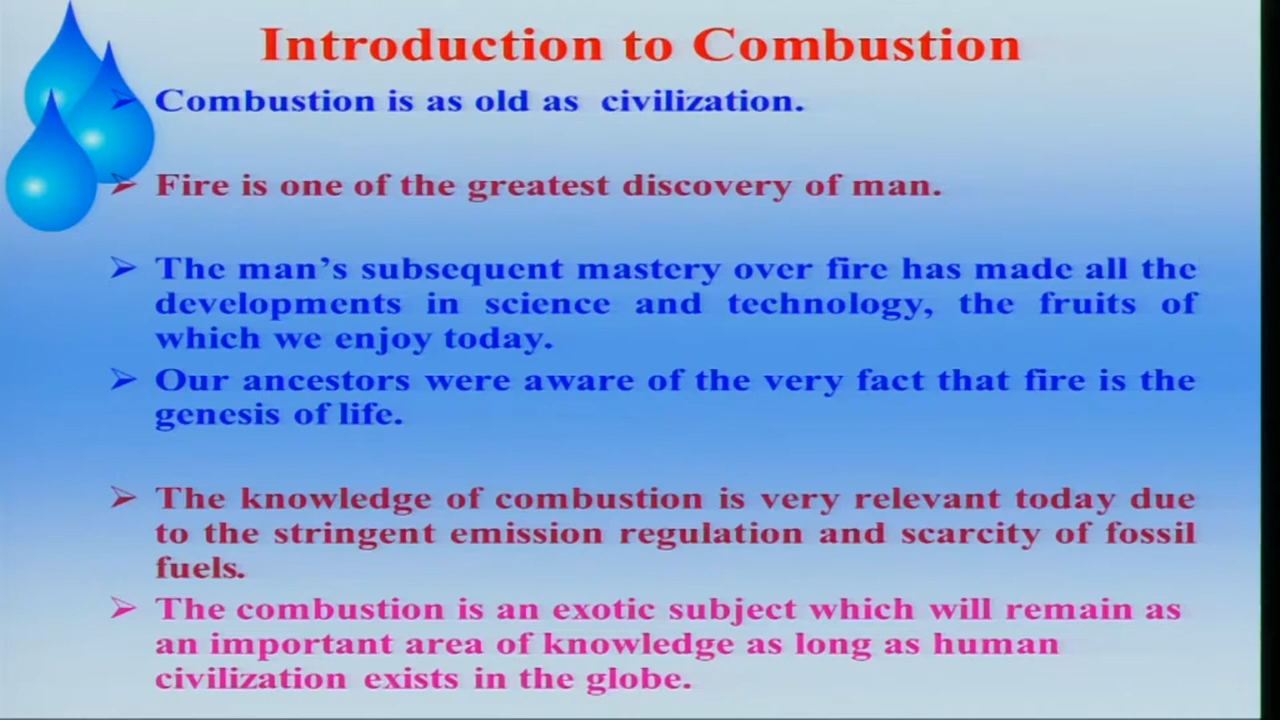 Introduction to Combustion
Combustion is as old as civilization.
Fire is one of the greatest discovery of man.
The man's subsequent mastery over fire has made all the
developments in science and technology, the fruits of
which we enjoy today.
Our ancestors were aware of the very fact that fire is the
genesis of life.
The knowledge of combustion is very relevant today due
to the stringent emission regulation and scarcity of fossil
fuels.
The combustion is an exotic subject which will remain as
an important area of knowledge as long as human
civilization exists in the globe.